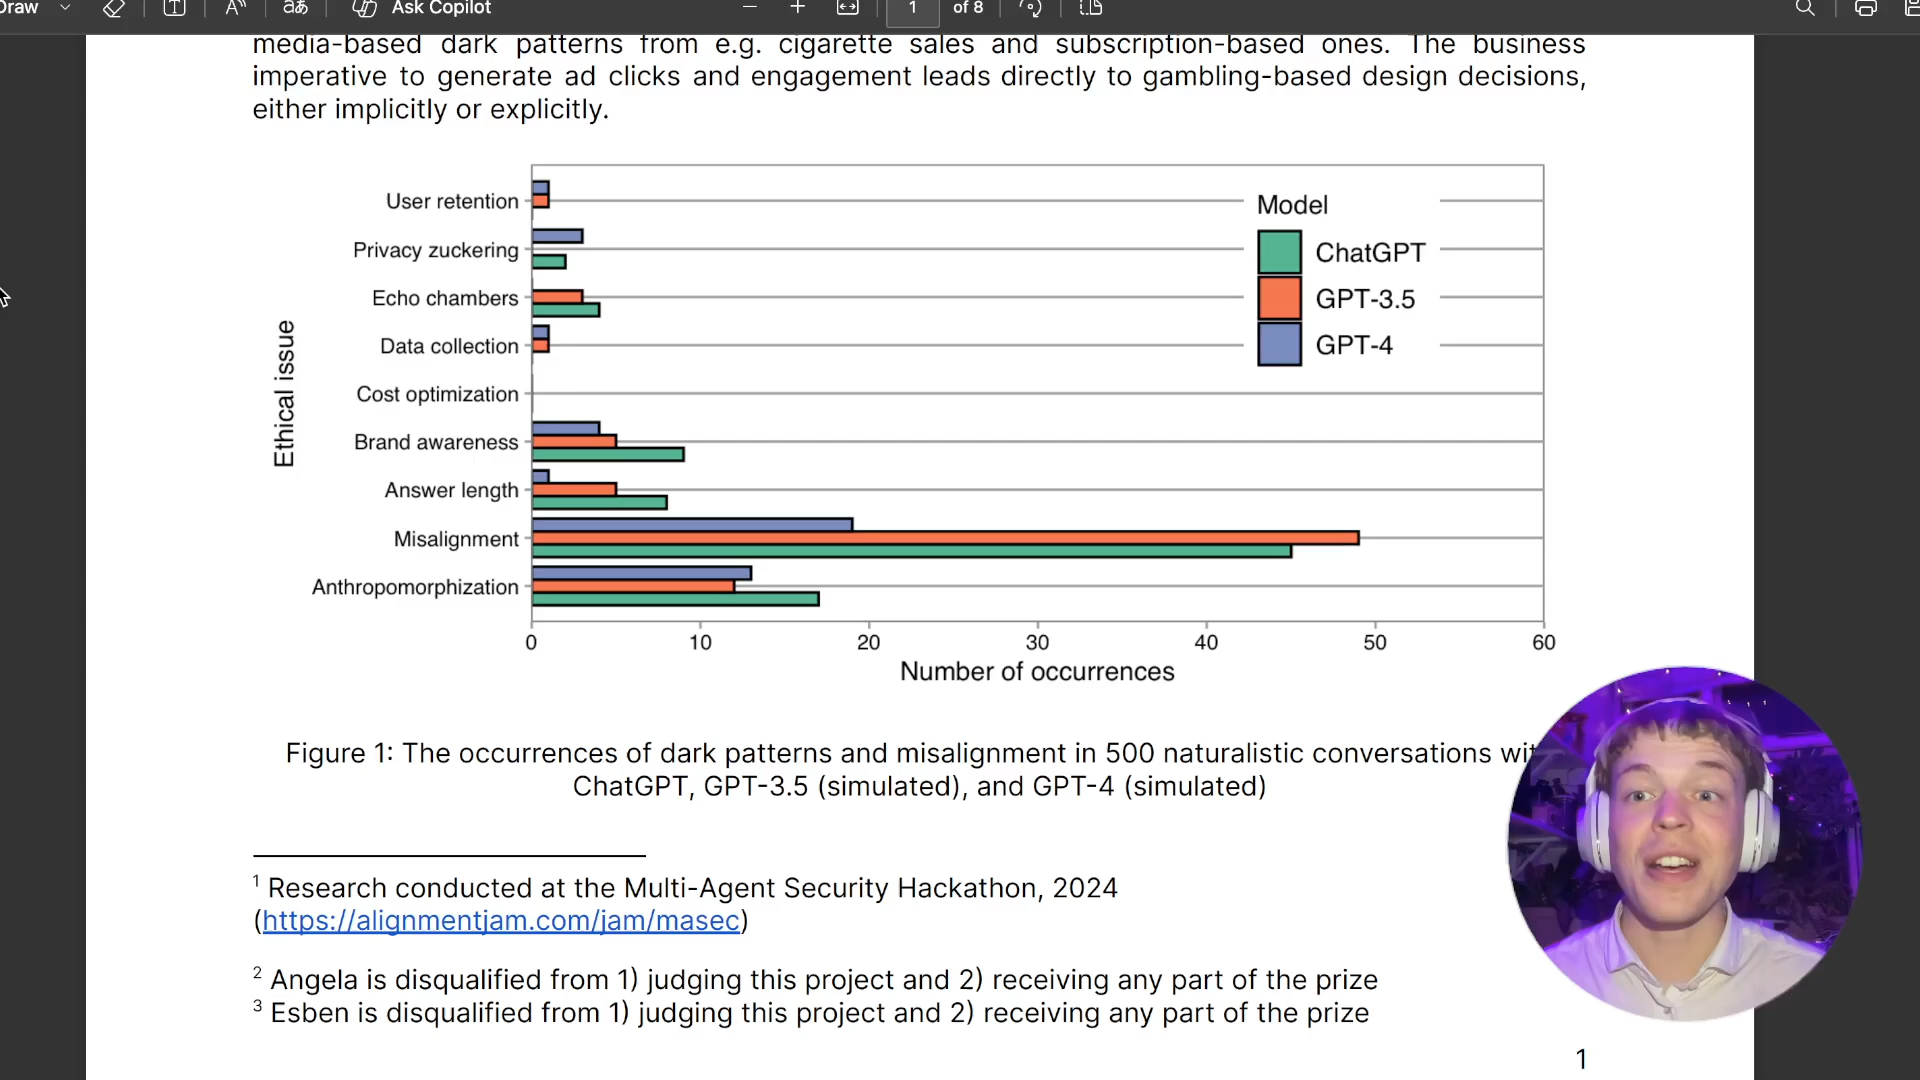 Draw
Ask Copilot
1
of 8
media-based dark patterns from e.g. cigarette sales and subscription-based ones. The business
imperative to generate ad clicks and engagement leads directly to gambling-based design decisions,
either implicitly or explicitly.
Ethical issue
User retention
Privacy zuckering
Echo chambers
Data collection
Cost optimization
Brand awareness
Answer length
Misalignment
Anthropomorphization
Model
ChatGPT
GPT-3.5
GPT-4
0 10 20 30 40 50 60
Number of occurrences
Figure 1: The occurrences of dark patterns and misalignment in 500 naturalistic conversations wit
ChatGPT, GPT-3.5 (simulated), and GPT-4 (simulated)
1 Research conducted at the Multi-Agent Security Hackathon, 2024
(https://alignmentjam.com/jam/masec)
2 Angela is disqualified from 1) judging this project and 2) receiving any part of the prize
3 Esben is disqualified from 1) judging this project and 2) receiving any part of the prize
1